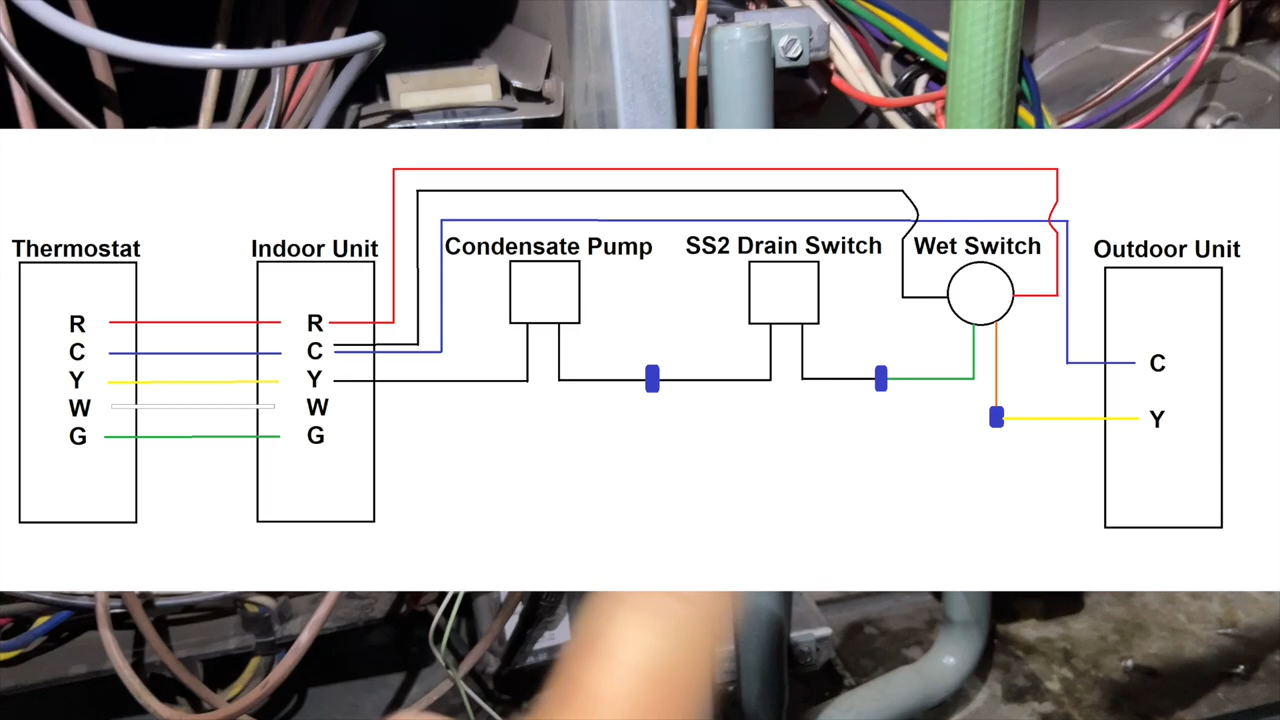 Thermostat
Indoor Unit
Condensate Pump
SS2 Drain Switch
Wet Switch
Outdoor Unit
R
C
Y
W
G
R
C
Y
W
G
C
Y